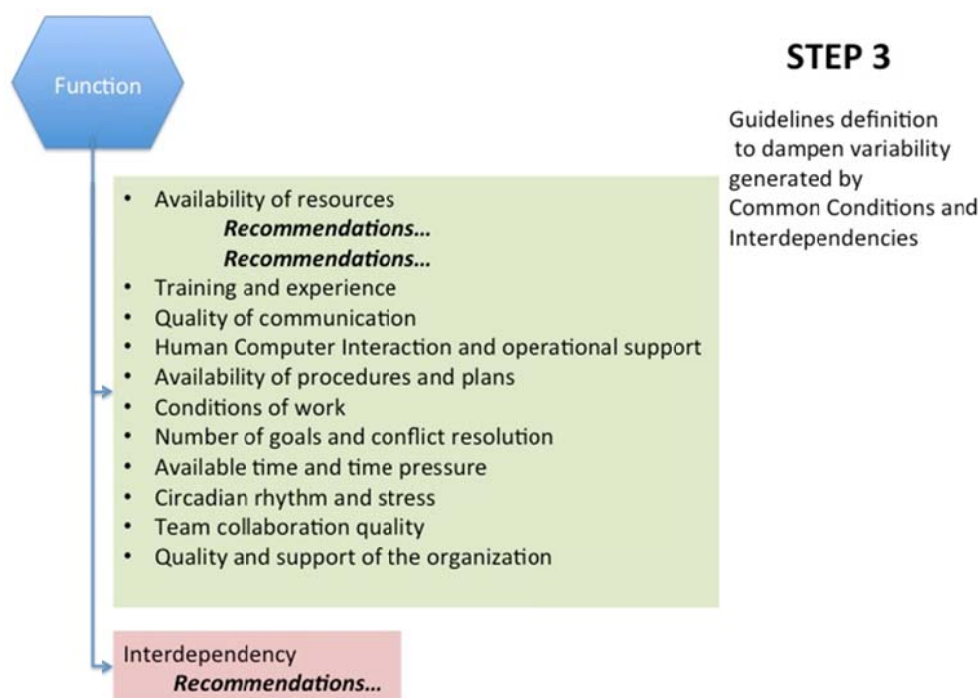 Function
STEP 3
Guidelines definition
to dampen variability
generated by
Common Conditions and
Interdependencies
• Availability of resources
Recommendations...
Recommendations...
• Training and experience
• Quality of communication
• Human Computer Interaction and operational support
• Availability of procedures and plans
• Conditions of work
• Number of goals and conflict resolution
• Available time and time pressure
• Circadian rhythm and stress
• Team collaboration quality
• Quality and support of the organization
Interdependency
Recommendations...